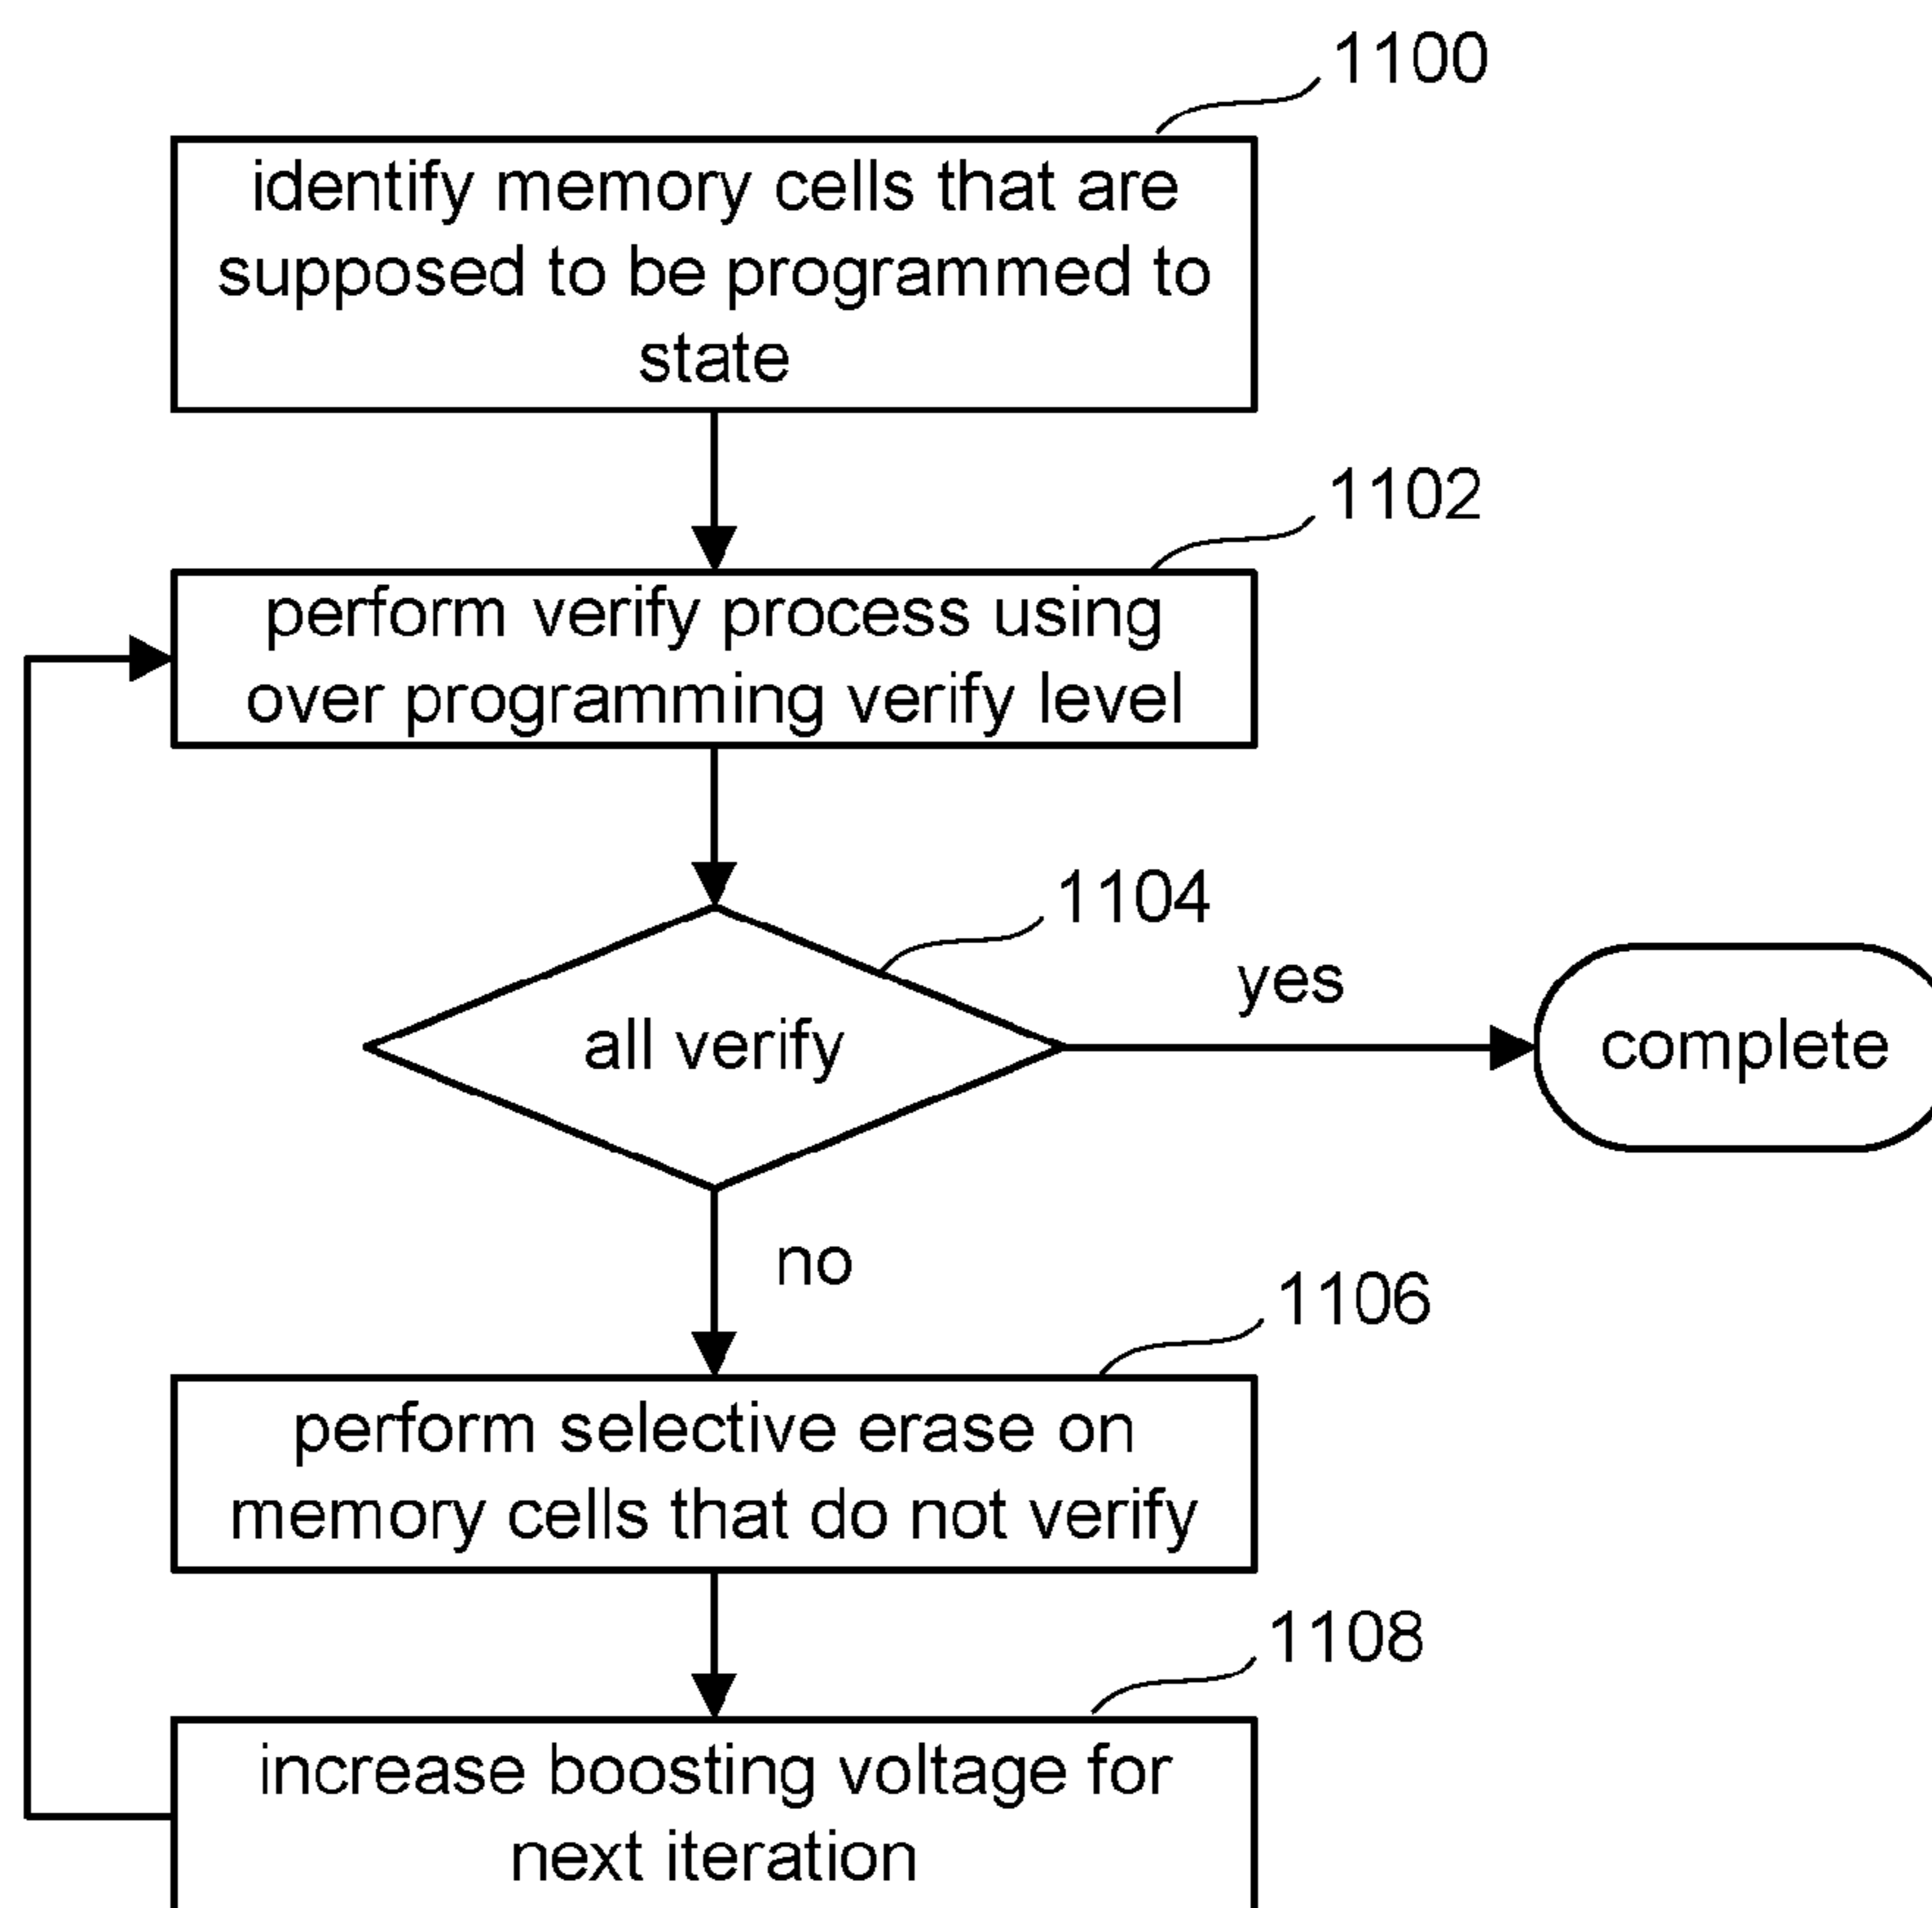 1100
identify memory cells that are
supposed to be programmed to
state
1102
perform verify process using
over programming verify level
1104
all verify
yes
complete
no
1106
perform selective erase on
memory cells that do not verify
1108
increase boosting voltage for
next iteration